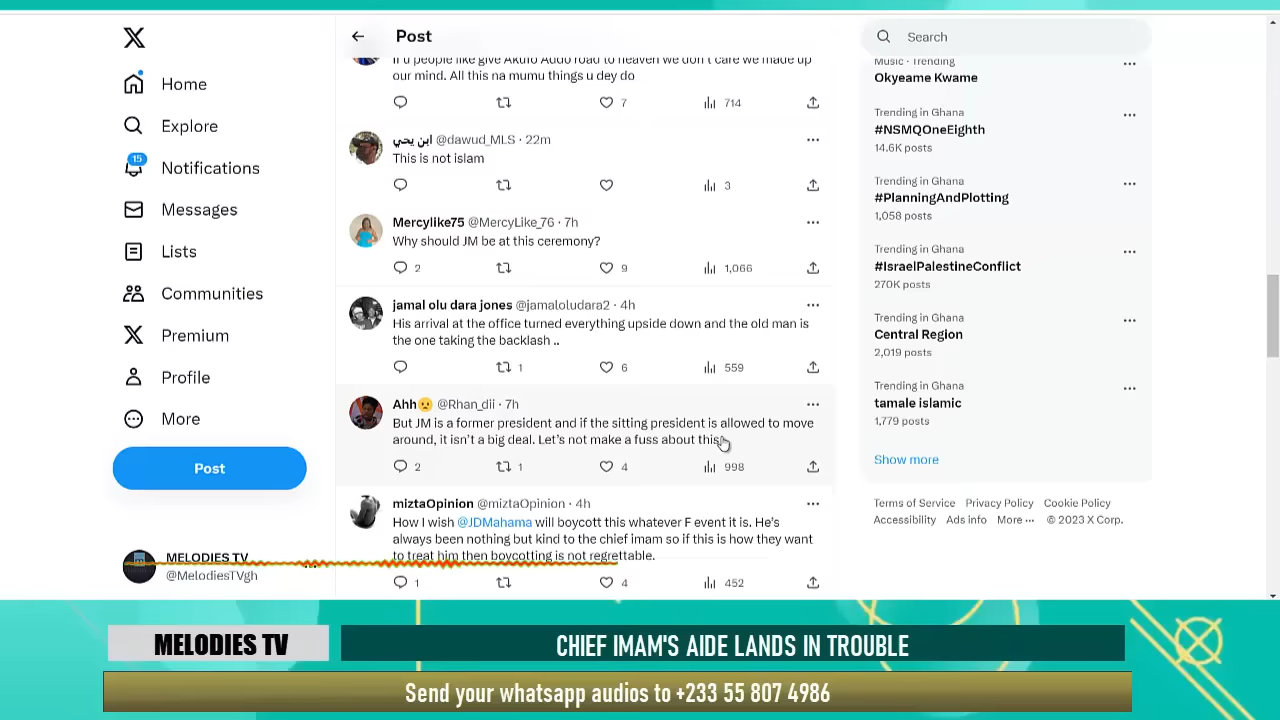 Home
Explore
15
Notifications
Messages
Lists
Communities
Premium
Profile
More
Post
MELODIES TV
@MelodiesTVgh
Post
If u people like give Akufo Addo road to heaven we don't care we made up
our mind. All this na mumu things u dey do
7
714
ابن يحيي @dawud_MLS · 22m
This is not islam
3
Mercylike75 @MercyLike_76 · 7h
Why should JM be at this ceremony?
2
9
1,066
jamal olu dara jones @jamaloludara2 · 4h
His arrival at the office turned everything upside down and the old man is
the one taking the backlash ..
1
6
559
Ahh😟 @Rhan_dii · 7h
But JM is a former president and if the sitting president is allowed to move
around, it isn't a big deal. Let's not make a fuss about this.
2
1
4
998
miztaOpinion @miztaOpinion · 4h
How I wish @JDMahama will boycott this whatever F event it is. He's
always been nothing but kind to the chief imam so if this is how they want
to treat him then boycotting is not regrettable.
1
4
452
Search
Music · Trending
Okyeame Kwame
Trending in Ghana
#NSMQOneEighth
14.6K posts
Trending in Ghana
#PlanningAndPlotting
1,058 posts
Trending in Ghana
#IsraelPalestineConflict
270K posts
Trending in Ghana
Central Region
2,019 posts
Trending in Ghana
tamale islamic
1,779 posts
Show more
Terms of Service Privacy Policy Cookie Policy
Accessibility Ads info More ··· © 2023 X Corp.
MELODIES TV
CHIEF IMAM'S AIDE LANDS IN TROUBLE
Send your whatsapp audios to +233 55 807 4986